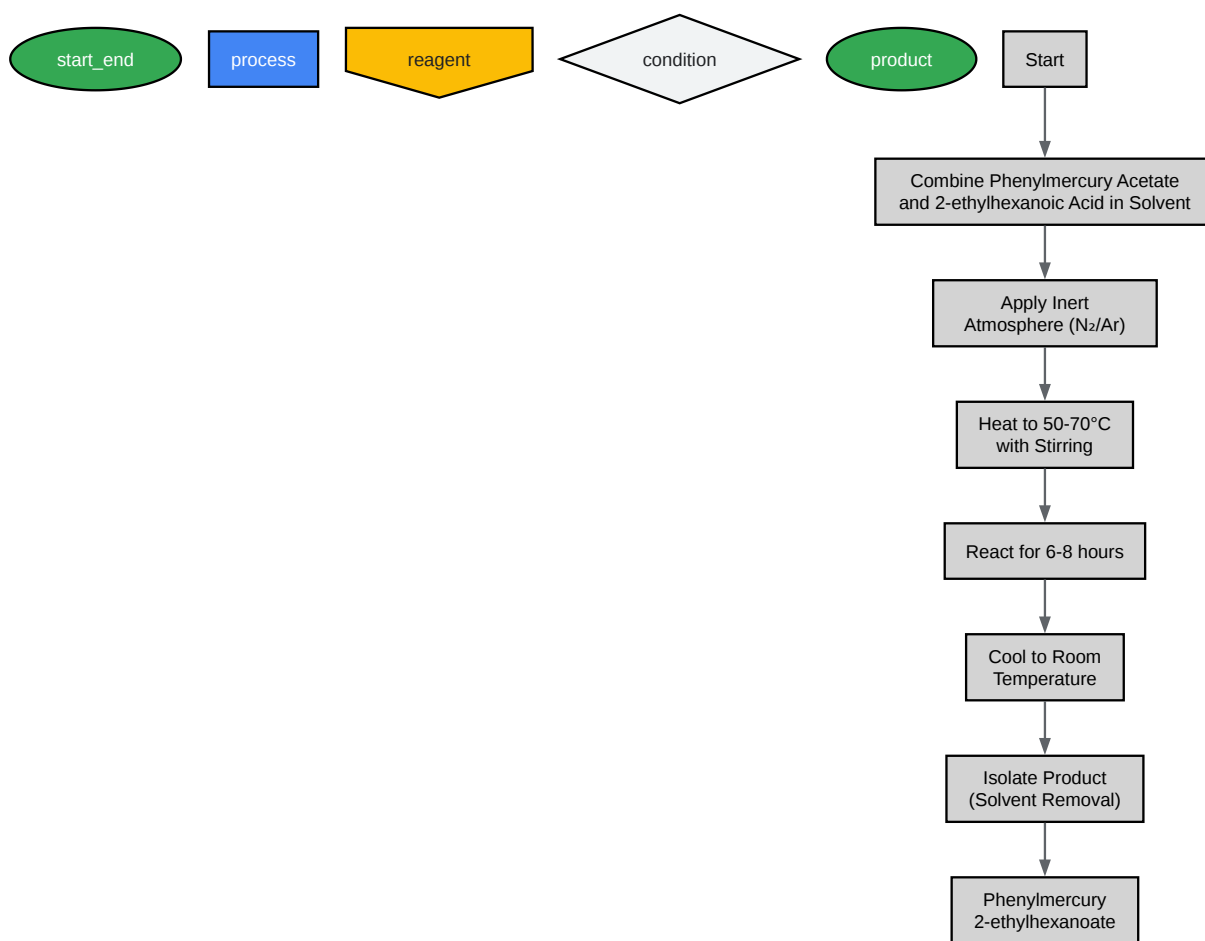 start_end
process
reagent
condition
product
Start
Combine Phenylmercury Acetate
and 2-ethylhexanoic Acid in Solvent
Apply Inert
Atmosphere (N₂/Ar)
Heat to 50-70°C
with Stirring
React for 6-8 hours
Cool to Room
Temperature
Isolate Product
(Solvent Removal)
Phenylmercury
2-ethylhexanoate